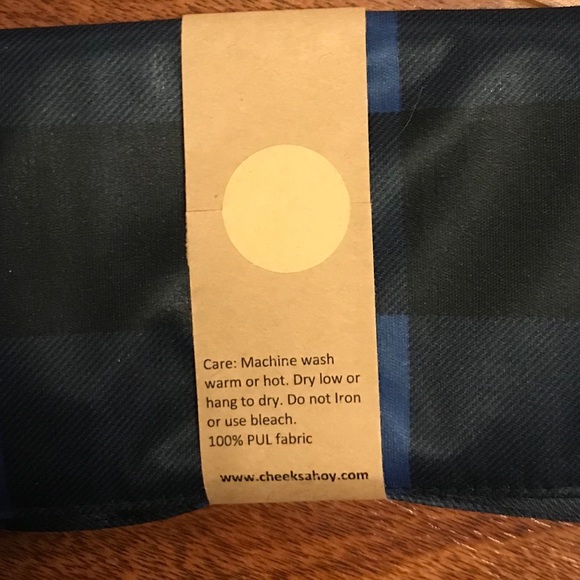 Care: Machine wash
warm or hot. Dry low or
hang to dry. Do not Iron
or use bleach.
100% PUL fabric
www.cheeksahoy.com